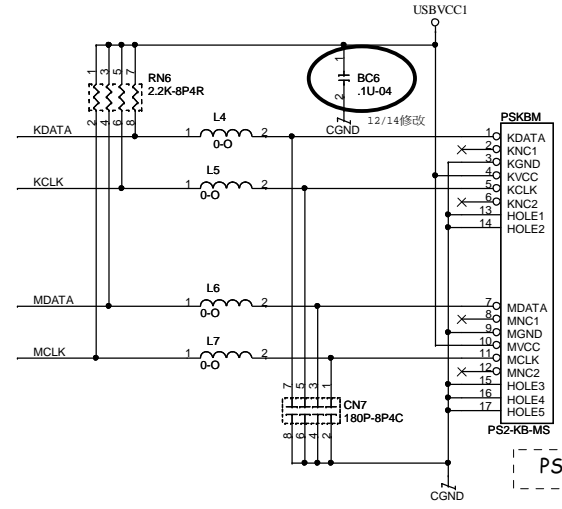 USBVCC1
1 3 5 7
RN6
2.2K-8P4R
2 4 6 8
1
BC6
.1U-04
2
CGND
12/14修改
PSKBM
KDATA
1
L4
2
0-O
1
KDATA
2
KNC1
3
KGND
4
KVCC
KCLK
1
L5
2
0-O
5
KCLK
6
KNC2
13
HOLE1
14
HOLE2
MDATA
1
L6
2
0-O
7
MDATA
8
MNC1
9
MGND
10
MVCC
MCLK
1
L7
2
0-O
11
MCLK
12
MNC2
15
HOLE3
16
HOLE4
17
HOLE5
PS2-KB-MS
7 5 3 1
CN7
180P-8P4C
8 6 4 2
CGND
PS